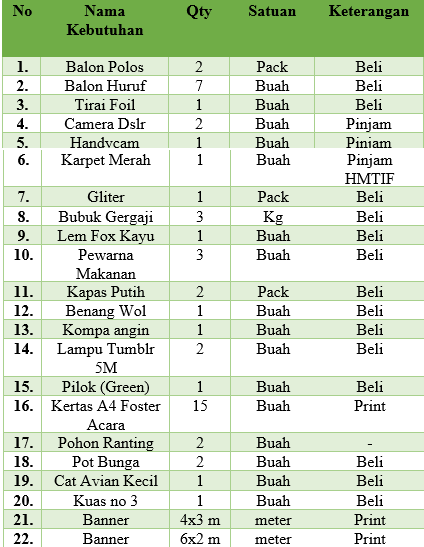 No Nama Qty Satuan Keterangan
Kebutuhan
1. Balon Polos 2 Pack Beli
2. Balon Huruf 7 Buah Beli
3. Tirai Foil 1 Buah Beli
4. Camera Dslr 2 Buah Pinjam
5. Handycam 1 Buah Pinjam
6. Karpet Merah 1 Buah Pinjam
HMTIF
7. Gliter 1 Pack Beli
8. Bubuk Gergaji 3 Kg Beli
9. Lem Fox Kayu 1 Buah Beli
10. Pewarna 3 Buah Beli
Makanan
11. Kapas Putih 2 Pack Beli
12. Benang Wol 1 Buah Beli
13. Kompa angin 1 Buah Beli
14. Lampu Tumblr 2 Buah Beli
5M
15. Pilok (Green) 1 Buah Beli
16. Kertas A4 Foster 15 Buah Print
Acara
17. Pohon Ranting 2 Buah -
18. Pot Bunga 2 Buah Beli
19. Cat Avian Kecil 1 Buah Beli
20. Kuas no 3 1 Buah Beli
21. Banner 4x3 m meter Print
22. Banner 6x2 m meter Print